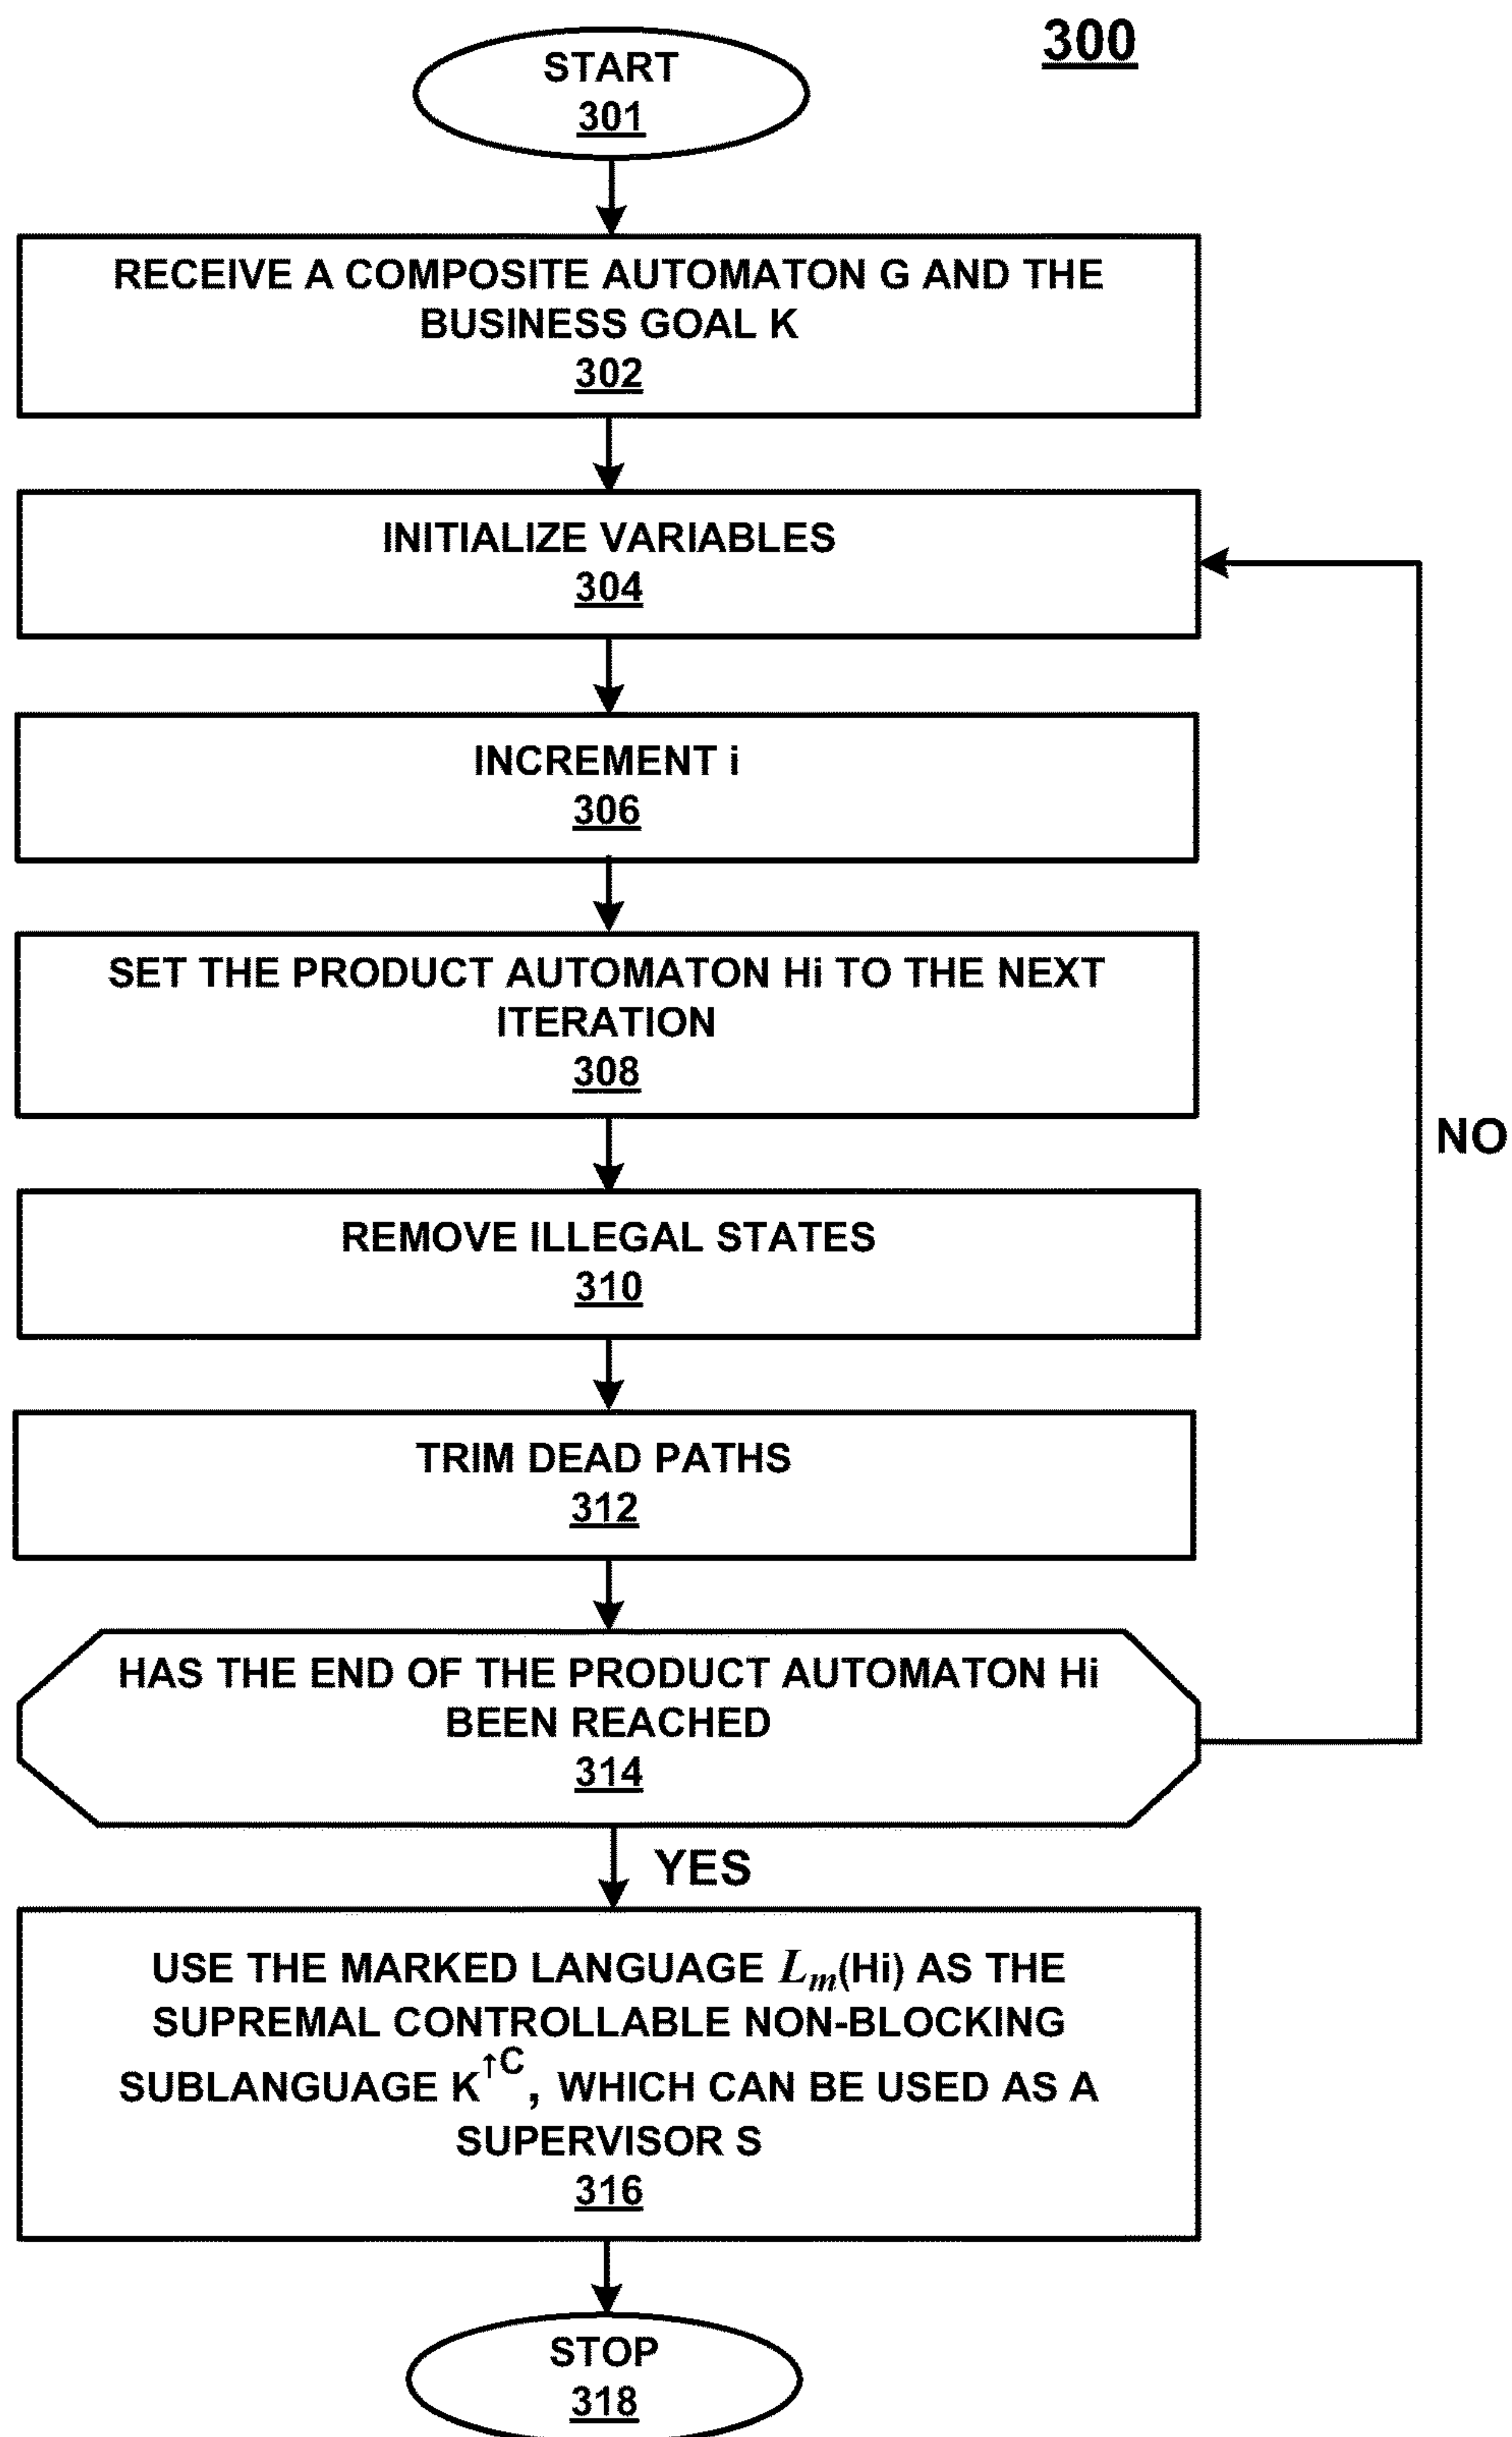 300
START
301
RECEIVE A COMPOSITE AUTOMATON G AND THE
BUSINESS GOAL K
302
INITIALIZE VARIABLES
304
INCREMENT i
306
SET THE PRODUCT AUTOMATON Hi TO THE NEXT
ITERATION
308
NO
REMOVE ILLEGAL STATES
310
TRIM DEAD PATHS
312
HAS THE END OF THE PRODUCT AUTOMATON Hi
BEEN REACHED
314
YES
USE THE MARKED LANGUAGE Lm(Hi) AS THE
SUPREMAL CONTROLLABLE NON-BLOCKING
SUBLANGUAGE K↑C, WHICH CAN BE USED AS A
SUPERVISOR S
316
STOP
318